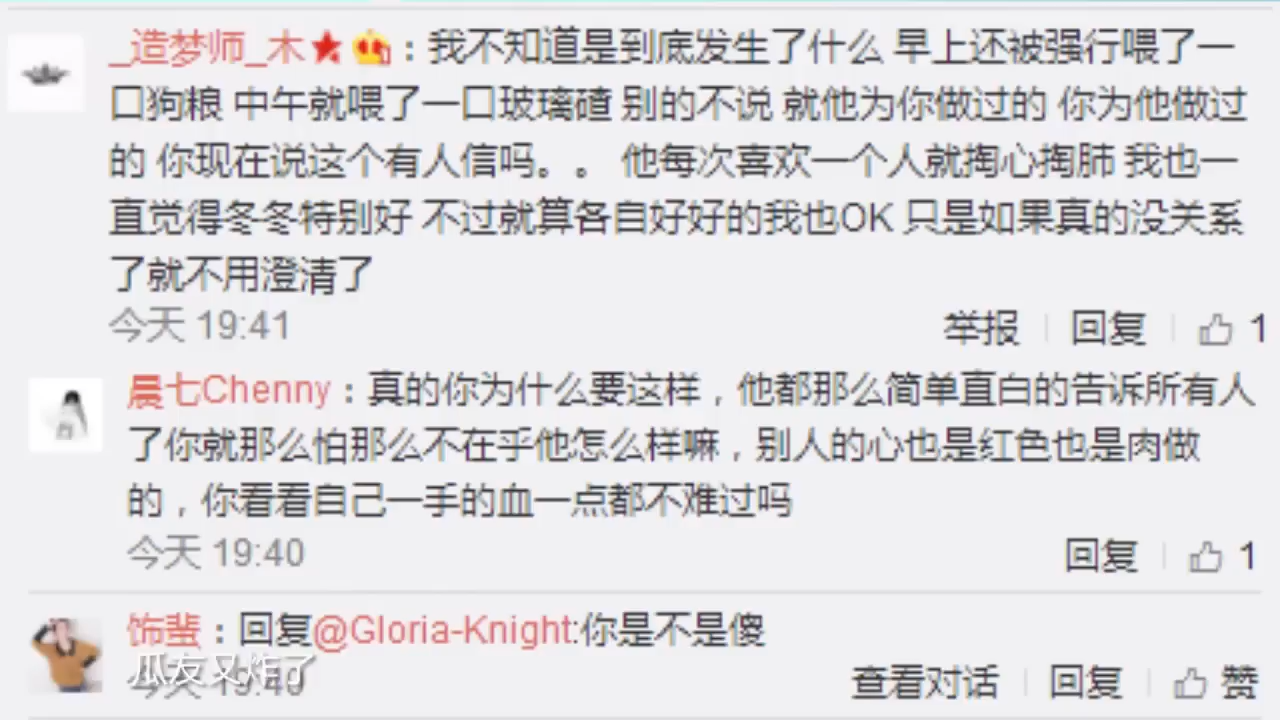 _造梦师_木：我不知道是到底发生了什么 早上还被强行喂了一
口狗粮 中午就喂了一口玻璃碴 别的不说 就他为你做过的 你为他做过
的 你现在说这个有人信吗。。 他每次喜欢一个人就掏心掏肺 我也一
直觉得冬冬特别好 不过就算各自好好的我也OK 只是如果真的没关系
了就不用澄清了
今天 19:41
举报 回复 1
晨七Chenny：真的你为什么要这样，他都那么简单直白的告诉所有人
了你就那么怕那么不在乎他怎么样嘛，别人的心也是红色也是肉做
的，你看看自己一手的血一点都不难过吗
今天 19:40
回复 1
饰蜚：回复@Gloria-Knight:你是不是傻
瓜友又炸了
今天 19:40
查看对话 回复 赞